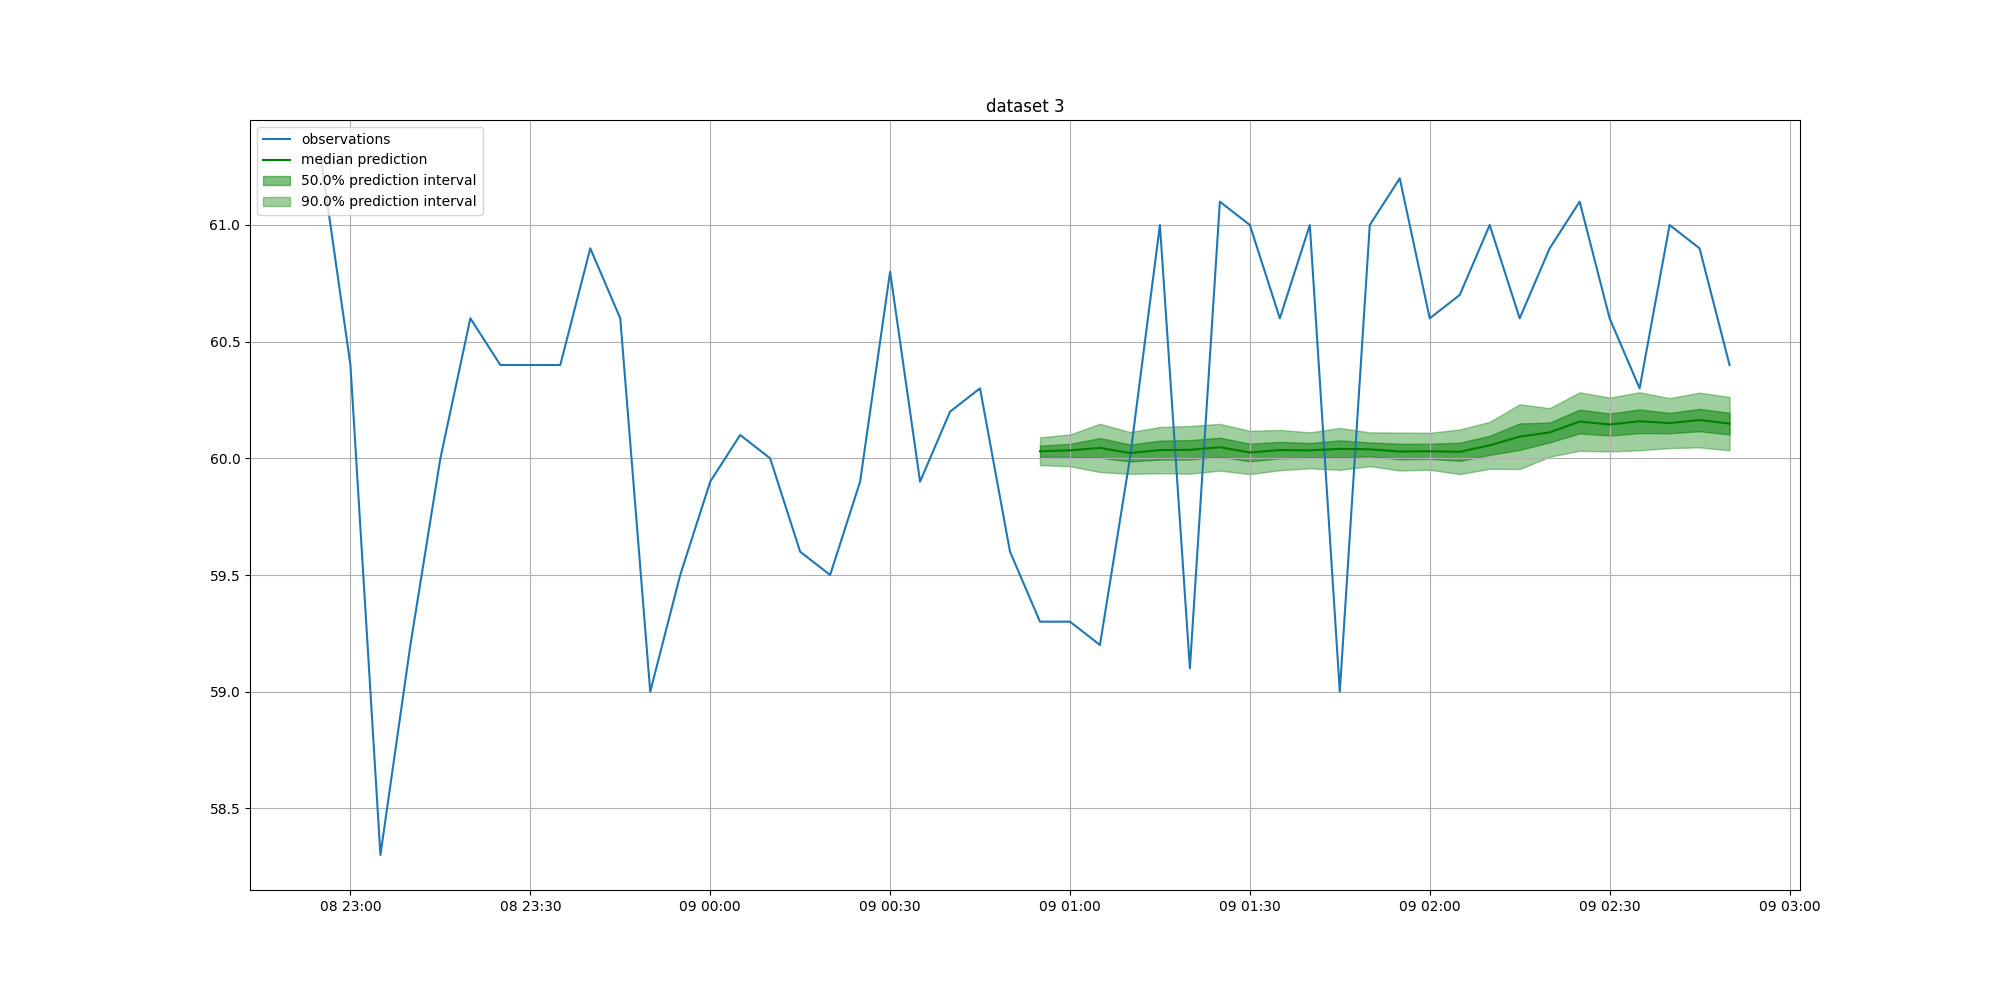 dataset 3
observations
median prediction
50.0% prediction interval
90.0% prediction interval
61.0
60.5
60.0
59.5
59.0
58.5
08 23:00 08 23:30 09 00:00 09 00:30 09 01:00 09 01:30 09 02:00 09 02:30 09 03:00